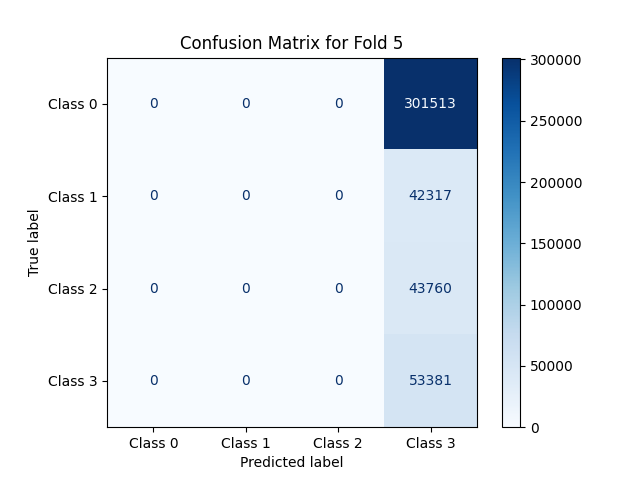 Confusion Matrix for Fold 5
Class 0 0 0 0 301513
Class 1 0 0 0 42317
Class 2 0 0 0 43760
Class 3 0 0 0 53381
Class 0 Class 1 Class 2 Class 3
Predicted label
True label
300000
250000
200000
150000
100000
50000
0